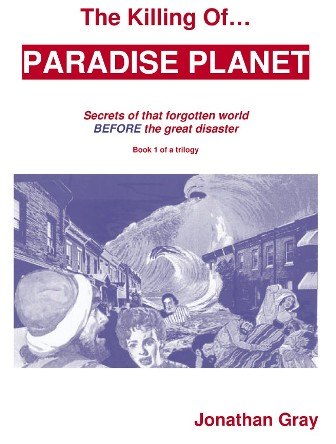 The Killing Of…
PARADISE PLANET
Secrets of that forgotten world
BEFORE the great disaster
Book 1 of a trilogy
Jonathan Gray